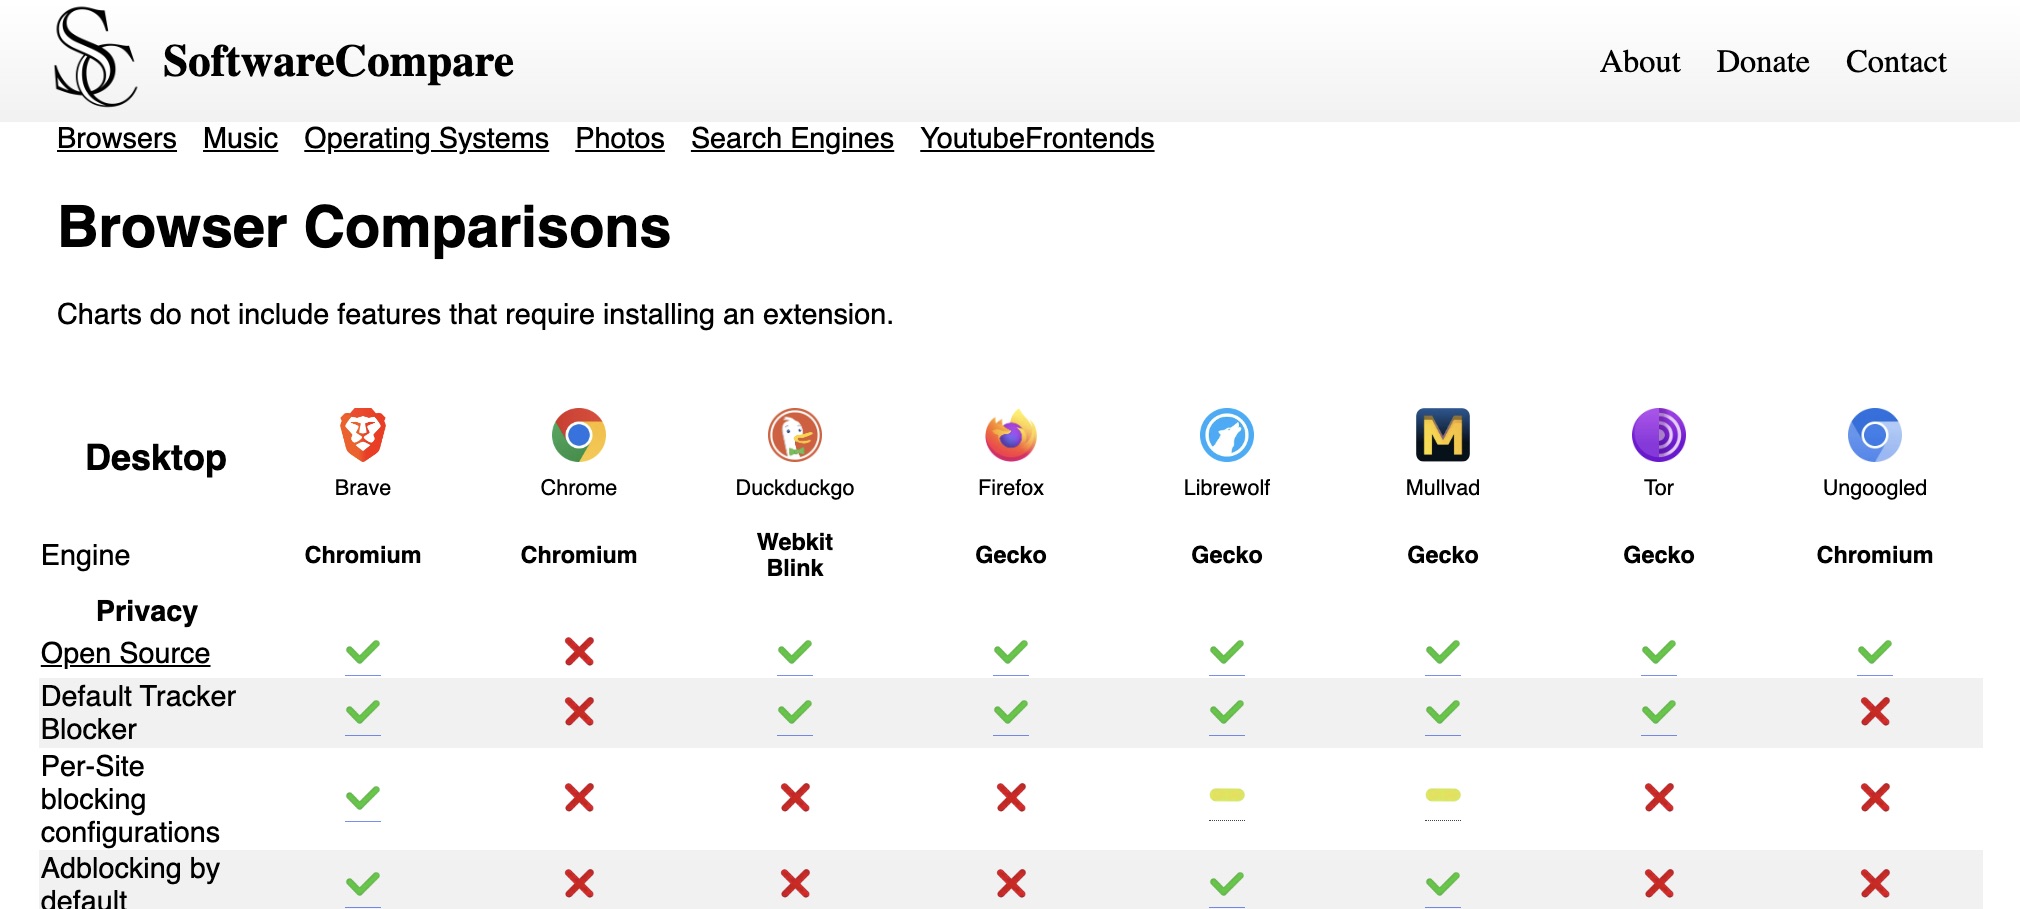 SC
SoftwareCompare
About Donate Contact
Browsers Music Operating Systems Photos Search Engines YoutubeFrontends
Browser Comparisons
Charts do not include features that require installing an extension.
Desktop
Brave Chrome Duckduckgo Firefox Librewolf Mullvad Tor Ungoogled
Engine Chromium Chromium Webkit Gecko Gecko Gecko Gecko Chromium
Blink
Privacy
Open Source
Default Tracker
Blocker
Per-Site
blocking
configurations
Adblocking by
default